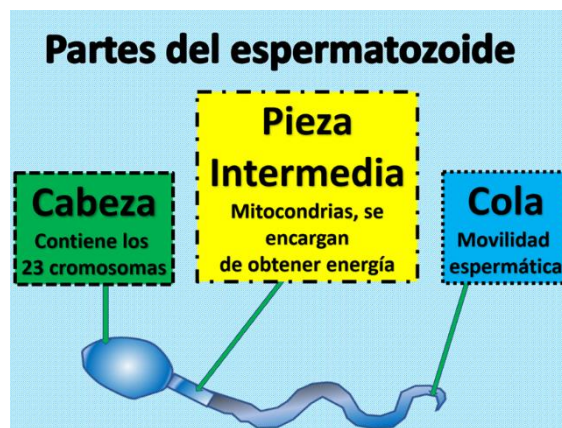 Partes del espermatozoide
Cabeza
Contiene los
23 cromosomas
Pieza
Intermedia
Mitocondrias, se
encargan
de obtener energía
Cola
Movilidad
espermática